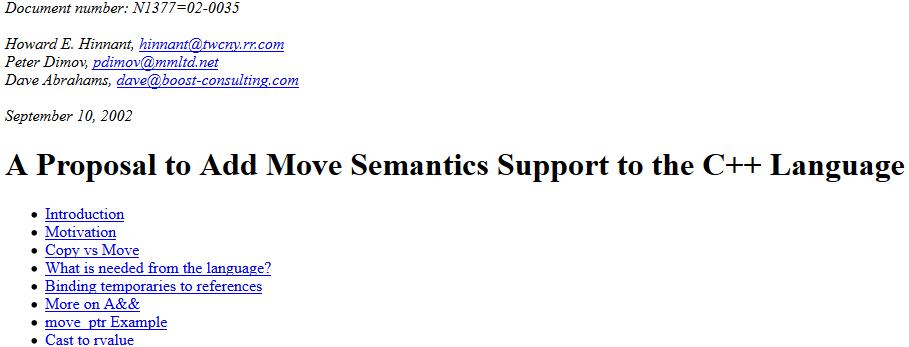 Document number: N1377=02-0035
Howard E. Hinnant, hinnant@twcny.rr.com
Peter Dimov, pdimov@mmltd.net
Dave Abrahams, dave@boost-consulting.com
September 10, 2002
A Proposal to Add Move Semantics Support to the C++ Language
Introduction
Motivation
Copy vs Move
What is needed from the language?
Binding temporaries to references
More on A&&
move_ptr Example
Cast to rvalue